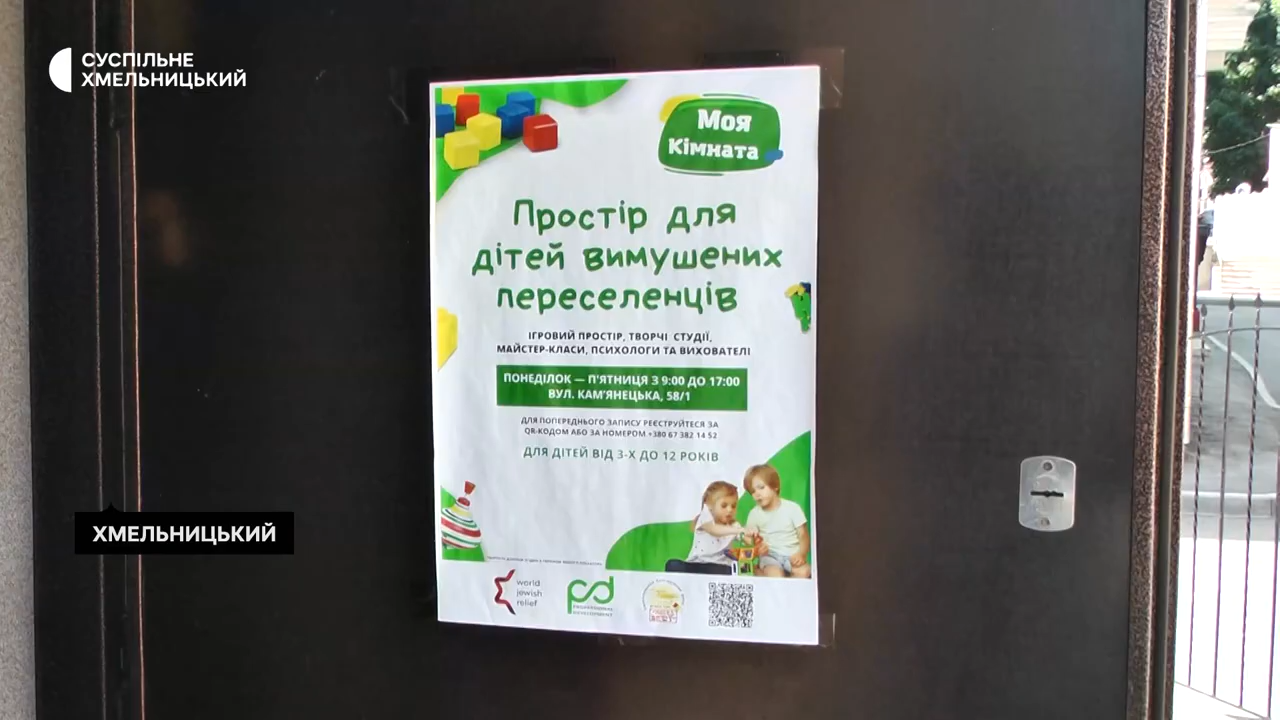 СУСПІЛЬНЕ
ХМЕЛЬНИЦЬКИЙ
Моя
Кімната
Простір для
дітей вимушених
переселенців
ІГРОВИЙ ПРОСТІР, ТВОРЧІ СТУДІЇ,
МАЙСТЕР-КЛАСИ, ПСИХОЛОГИ ТА ВИХОВАТЕЛІ
ПОНЕДІЛОК — П'ЯТНИЦЯ З 9:00 ДО 17:00
ВУЛ. КАМ'ЯНЕЦЬКА, 58/1
ДЛЯ ПОПЕРЕДНЬОГО ЗАПИСУ РЕЄСТРУЙТЕСЯ ЗА
QR-КОДОМ АБО ЗА НОМЕРОМ +380 67 382 14 52
ДЛЯ ДІТЕЙ ВІД 3-Х ДО 12 РОКІВ
ХМЕЛЬНИЦЬКИЙ
world
jewish
relief
PROFESSIONAL
DEVELOPMENT